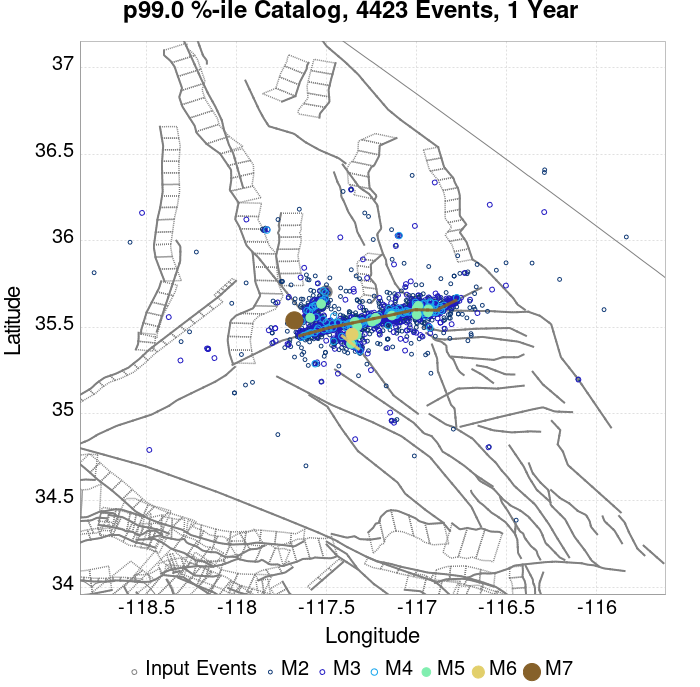 p99.0 %-ile Catalog, 4423 Events, 1 Year
37
36.5
36
35.5
35
34.5
34
Latitude
-118.5 -118 -117.5 -117 -116.5 -116
Longitude
Input Events M2 M3 M4 M5 M6 M7